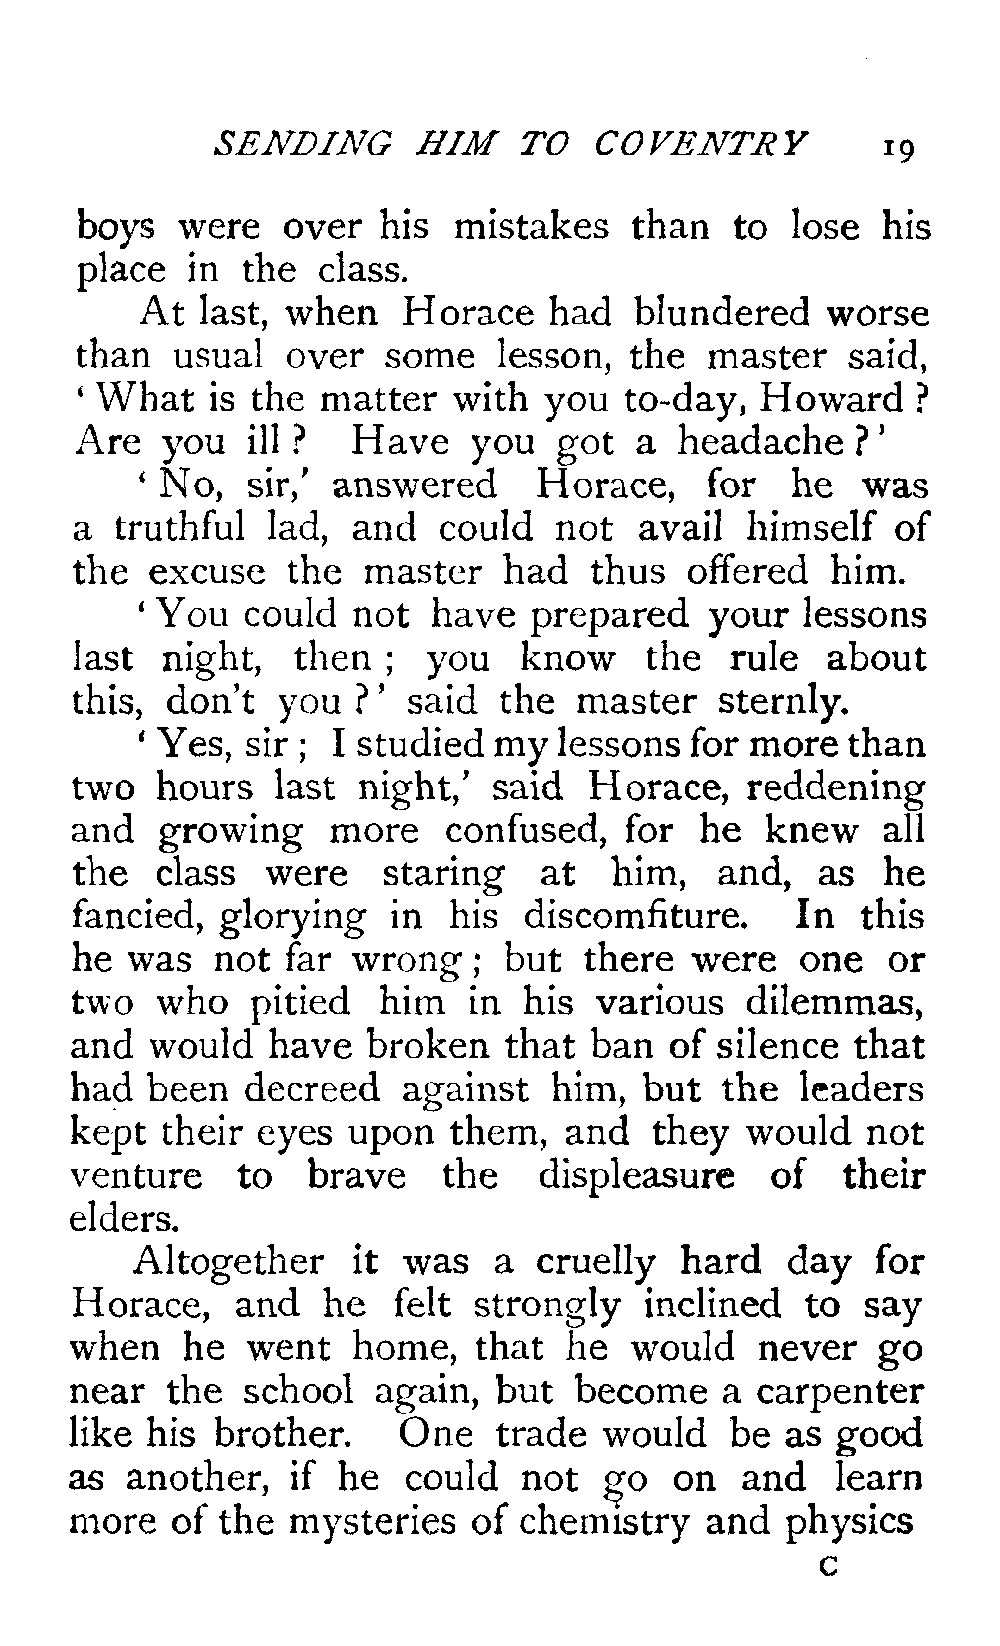 SENDING HIM TO COVENTRY 19
boys were over his mistakes than to lose his
place in the class.
At last, when Horace had blundered worse
than usual over some lesson, the master said,
‘ What is the matter with you to-day, Howard ?
Are you ill ? Have you got a headache ? ’
‘ No, sir,’ answered Horace, for he was
a truthful lad, and could not avail himself of
the excuse the master had thus offered him.
‘ You could not have prepared your lessons
last night, then ; you know the rule about
this, don’t you ? ’ said the master sternly.
‘ Yes, sir ; I studied my lessons for more than
two hours last night,’ said Horace, reddening
and growing more confused, for he knew all
the class were staring at him, and, as he
fancied, glorying in his discomfiture. In this
he was not far wrong ; but there were one or
two who pitied him in his various dilemmas,
and would have broken that ban of silence that
had been decreed against him, but the leaders
kept their eyes upon them, and they would not
venture to brave the displeasure of their
elders.
Altogether it was a cruelly hard day for
Horace, and he felt strongly inclined to say
when he went home, that he would never go
near the school again, but become a carpenter
like his brother. One trade would be as good
as another, if he could not go on and learn
more of the mysteries of chemistry and physics
C